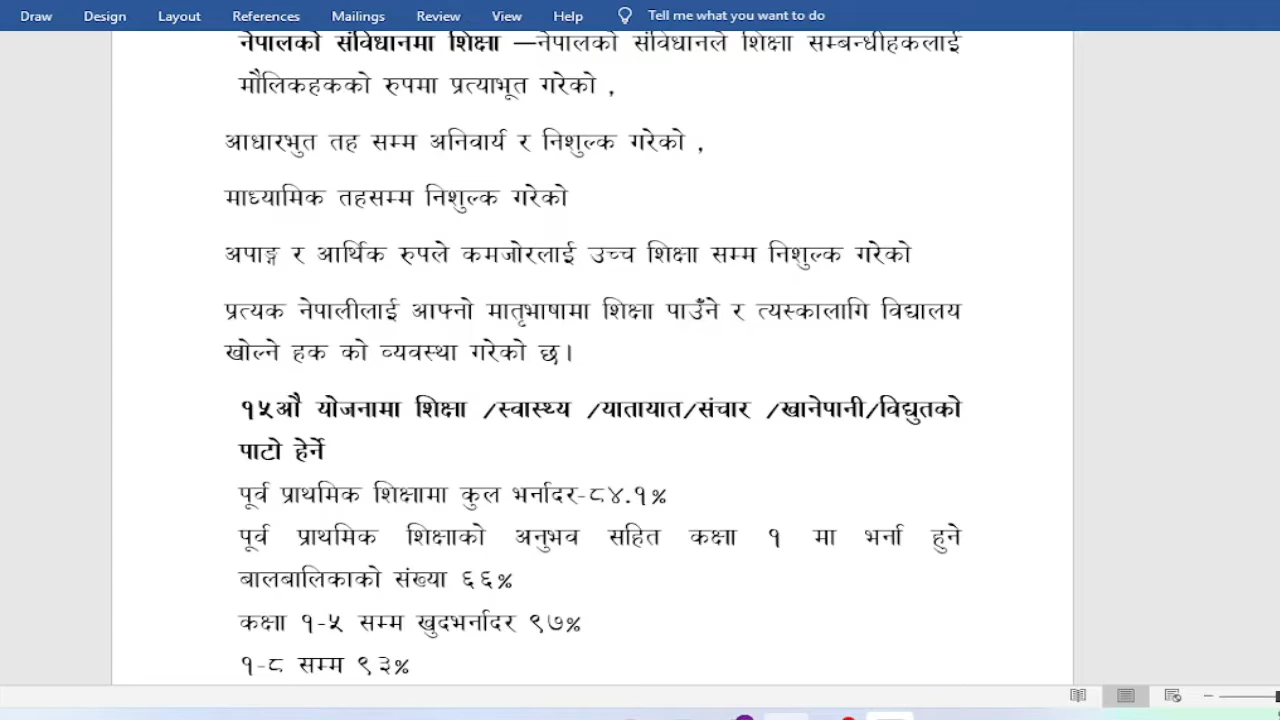 Draw Design Layout References Mailings Review View Help Tell me what you want to do
नेपालको संविधानमा शिक्षा —नेपालको संविधानले शिक्षा सम्बन्धीहकलाई
मौलिकहकको रुपमा प्रत्याभूत गरेको ,
आधारभुत तह सम्म अनिवार्य र निशुल्क गरेको ,
माध्यामिक तहसम्म निशुल्क गरेको
अपाङ्ग र आर्थिक रुपले कमजोरलाई उच्च शिक्षा सम्म निशुल्क गरेको
प्रत्यक नेपालीलाई आफ्नो मातृभाषामा शिक्षा पाउँने र त्यस्कालागि विद्यालय
खोल्ने हक को व्यवस्था गरेको छ।
१५औ योजनामा शिक्षा /स्वास्थ्य /यातायात/संचार /खानेपानी/विद्युतको
पाटो हेर्ने
पूर्व प्राथमिक शिक्षामा कुल भर्नादर-८४.१%
पूर्व प्राथमिक शिक्षाको अनुभव सहित कक्षा १ मा भर्ना हुने
बालबालिकाको संख्या ६६%
कक्षा १-५ सम्म खुदभर्नादर ९७%
१-८ सम्म ९३%